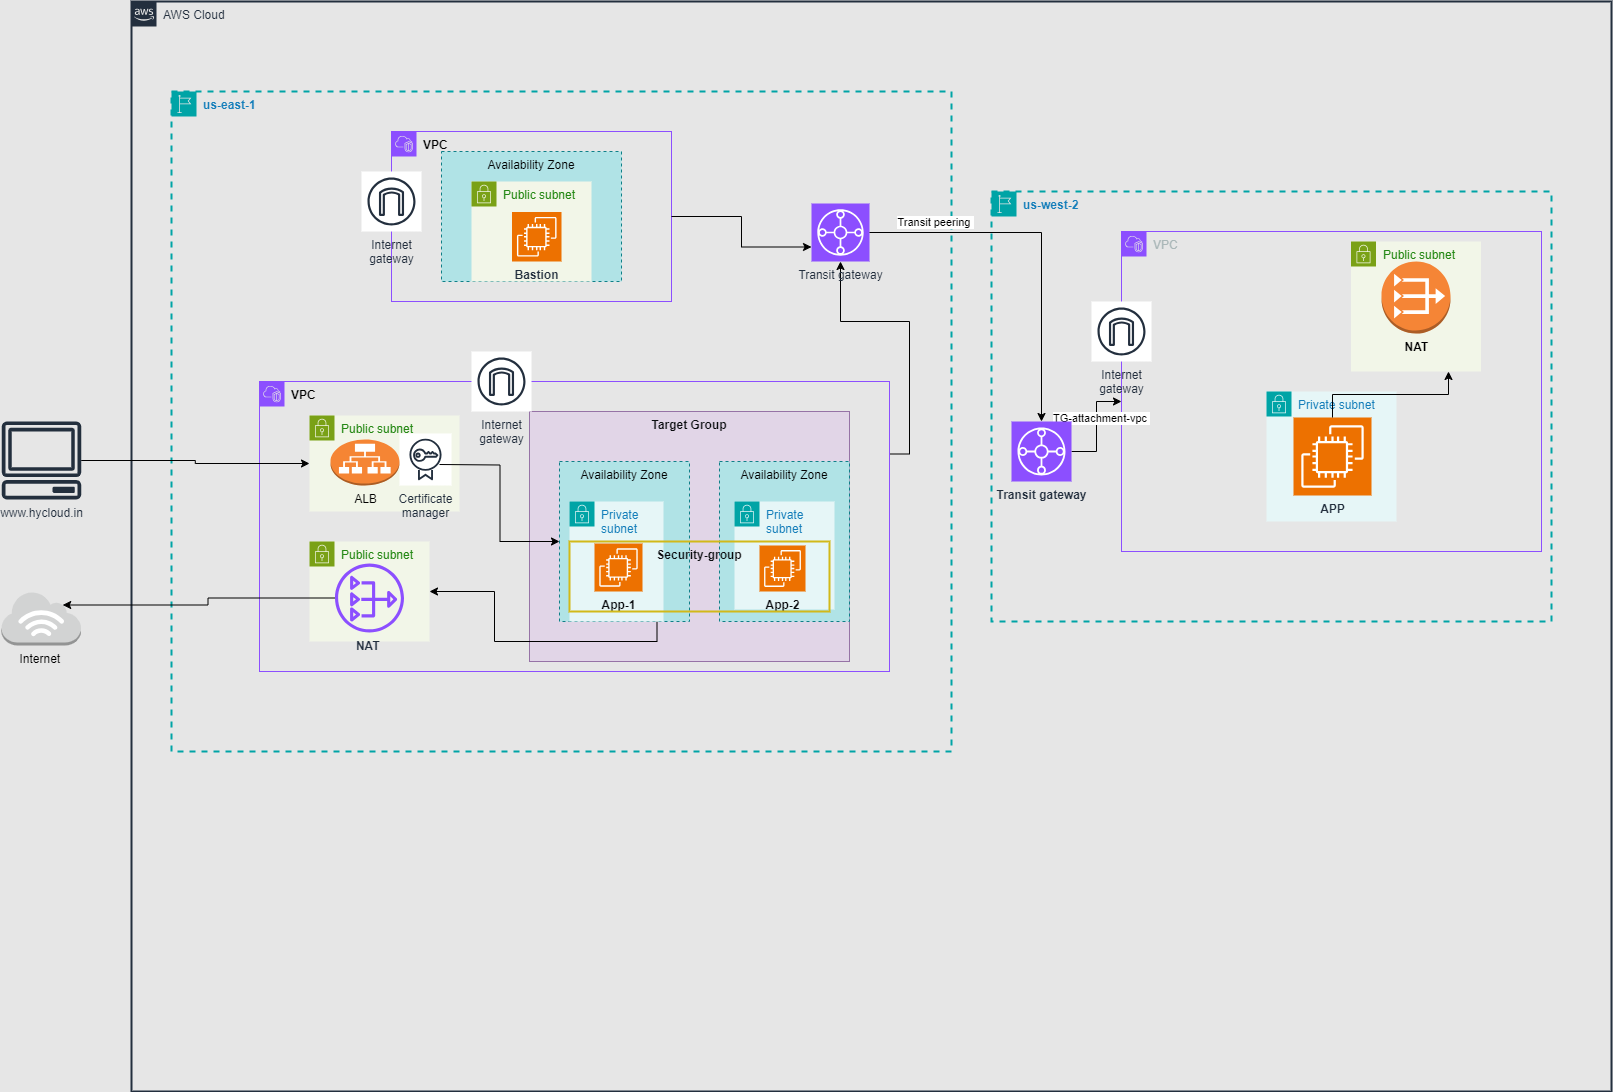 aws
AWS Cloud
us-east-1
VPC
Availability Zone
Public subnet
Bastion
Internet
gateway
Transit gateway
Transit peering
us-west-2
VPC
Public subnet
NAT
Internet
gateway
TG-attachment-vpc
Transit gateway
Private subnet
APP
VPC
Internet
gateway
Public subnet
ALB
Certificate
manager
Target Group
Availability Zone
Private
subnet
App-1
Security-group
Availability Zone
Private
subnet
App-2
Public subnet
NAT
www.hycloud.in
Internet